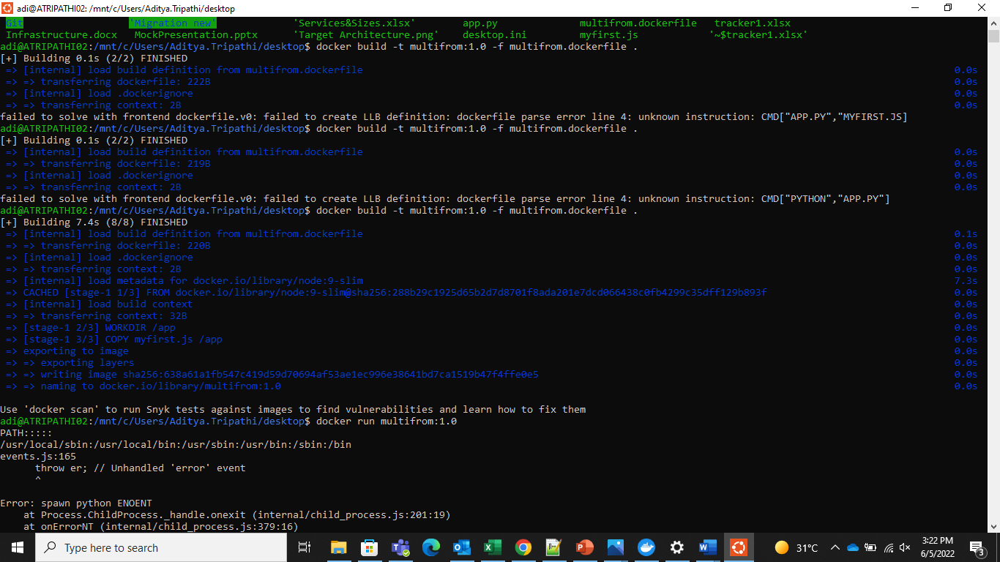 adi@ATRIPATHI02: /mnt/c/Users/Aditya.Tripathi/desktop
Git 'Migration new' 'Services&Sizes.xlsx' app.py multifrom.dockerfile tracker1.xlsx
Infrastructure.docx MockPresentation.pptx 'Target Architecture.png' desktop.ini myfirst.js '~$tracker1.xlsx'
adi@ATRIPATHI02:/mnt/c/Users/Aditya.Tripathi/desktop$ docker build -t multifrom:1.0 -f multifrom.dockerfile .
[+] Building 0.1s (2/2) FINISHED
=> [internal] load build definition from multifrom.dockerfile 0.0s
=> => transferring dockerfile: 222B 0.0s
=> [internal] load .dockerignore 0.0s
=> => transferring context: 2B 0.0s
failed to solve with frontend dockerfile.v0: failed to create LLB definition: dockerfile parse error line 4: unknown instruction: CMD["APP.PY","MYFIRST.JS]
adi@ATRIPATHI02:/mnt/c/Users/Aditya.Tripathi/desktop$ docker build -t multifrom:1.0 -f multifrom.dockerfile .
[+] Building 0.1s (2/2) FINISHED
=> [internal] load build definition from multifrom.dockerfile 0.0s
=> => transferring dockerfile: 219B 0.0s
=> [internal] load .dockerignore 0.0s
=> => transferring context: 2B 0.0s
failed to solve with frontend dockerfile.v0: failed to create LLB definition: dockerfile parse error line 4: unknown instruction: CMD["PYTHON","APP.PY"]
adi@ATRIPATHI02:/mnt/c/Users/Aditya.Tripathi/desktop$ docker build -t multifrom:1.0 -f multifrom.dockerfile .
[+] Building 7.4s (8/8) FINISHED
=> [internal] load build definition from multifrom.dockerfile 0.1s
=> => transferring dockerfile: 220B 0.0s
=> [internal] load .dockerignore 0.0s
=> => transferring context: 2B 0.0s
=> [internal] load metadata for docker.io/library/node:9-slim 7.3s
=> CACHED [stage-1 1/3] FROM docker.io/library/node:9-slim@sha256:288b29c1925d65b2d7d8701f8ada201e7dcd066438c0fb4299c35dff129b893f 0.0s
=> [internal] load build context 0.0s
=> => transferring context: 32B 0.0s
=> [stage-1 2/3] WORKDIR /app 0.0s
=> [stage-1 3/3] COPY myfirst.js /app 0.0s
=> exporting to image 0.0s
=> => exporting layers 0.0s
=> => writing image sha256:638a61a1fb547c419d59d70694af53ae1ec996e38641bd7ca1519b47f4ffe0e5 0.0s
=> => naming to docker.io/library/multifrom:1.0 0.0s
Use 'docker scan' to run Snyk tests against images to find vulnerabilities and learn how to fix them
adi@ATRIPATHI02:/mnt/c/Users/Aditya.Tripathi/desktop$ docker run multifrom:1.0
PATH:::::
/usr/local/sbin:/usr/local/bin:/usr/sbin:/usr/bin:/sbin:/bin
events.js:165
throw er; // Unhandled 'error' event
^
Error: spawn python ENOENT
at Process.ChildProcess._handle.onexit (internal/child_process.js:201:19)
at onErrorNT (internal/child_process.js:379:16)
Type here to search
31°C
3:22 PM
6/5/2022
3